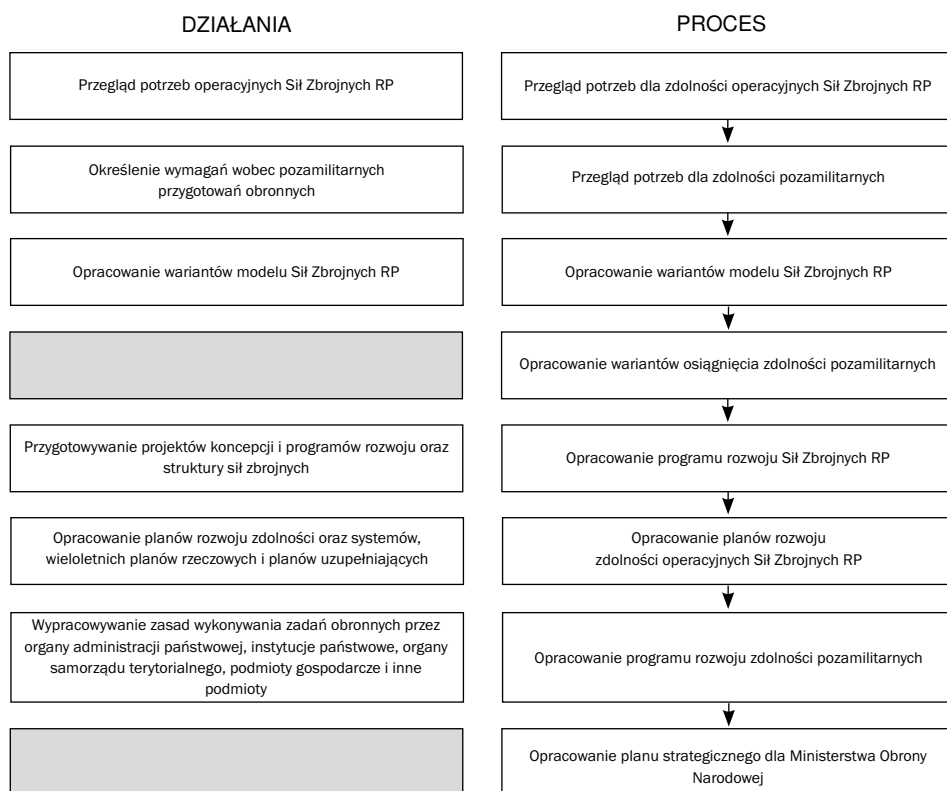 DZIAŁANIA
PROCES
Przegląd potrzeb operacyjnych Sił Zbrojnych RP
Przegląd potrzeb dla zdolności operacyjnych Sił Zbrojnych RP
Określenie wymagań wobec pozamilitarnych
przygotowań obronnych
Przegląd potrzeb dla zdolności pozamilitarnych
Opracowanie wariantów modelu Sił Zbrojnych RP
Opracowanie wariantów modelu Sił Zbrojnych RP
Opracowanie wariantów osiągnięcia zdolności pozamilitarnych
Przygotowywanie projektów koncepcji i programów rozwoju oraz
struktury sił zbrojnych
Opracowanie programu rozwoju Sił Zbrojnych RP
Opracowanie planów rozwoju zdolności oraz systemów,
wieloletnich planów rzeczowych i planów uzupełniających
Opracowanie planów rozwoju
zdolności operacyjnych Sił Zbrojnych RP
Wypracowywanie zasad wykonywania zadań obronnych przez
organy administracji państwowej, instytucje państwowe, organy
samorządu terytorialnego, podmioty gospodarcze i inne
podmioty
Opracowanie programu rozwoju zdolności pozamilitarnych
Opracowanie planu strategicznego dla Ministerstwa Obrony
Narodowej